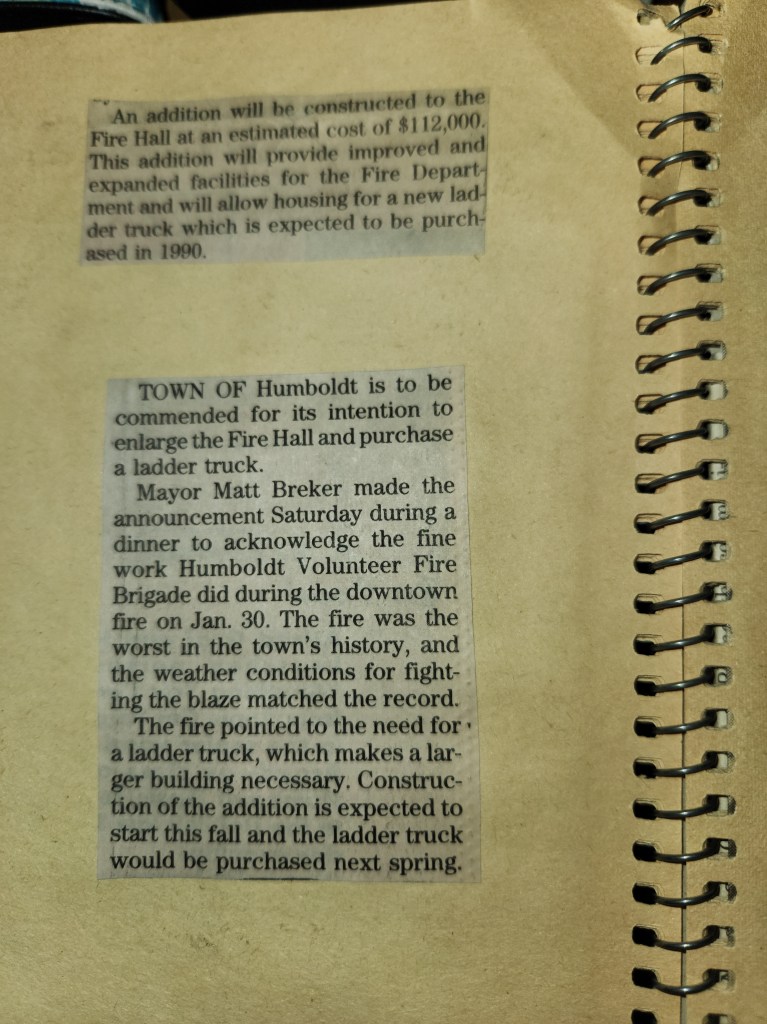 An addition will be constructed to the
Fire Hall at an estimated cost of $112,000.
This addition will provide improved and
expanded facilities for the Fire Depart-
ment and will allow housing for a new lad-
der truck which is expected to be purch-
ased in 1990.
TOWN OF Humboldt is to be
commended for its intention to
enlarge the Fire Hall and purchase
a ladder truck.
Mayor Matt Breker made the
announcement Saturday during a
dinner to acknowledge the fine
work Humboldt Volunteer Fire
Brigade did during the downtown
fire on Jan. 30. The fire was the
worst in the town's history, and
the weather conditions for fight-
ing the blaze matched the record.
The fire pointed to the need for
a ladder truck, which makes a lar-
ger building necessary. Construc-
tion of the addition is expected to
start this fall and the ladder truck
would be purchased next spring.